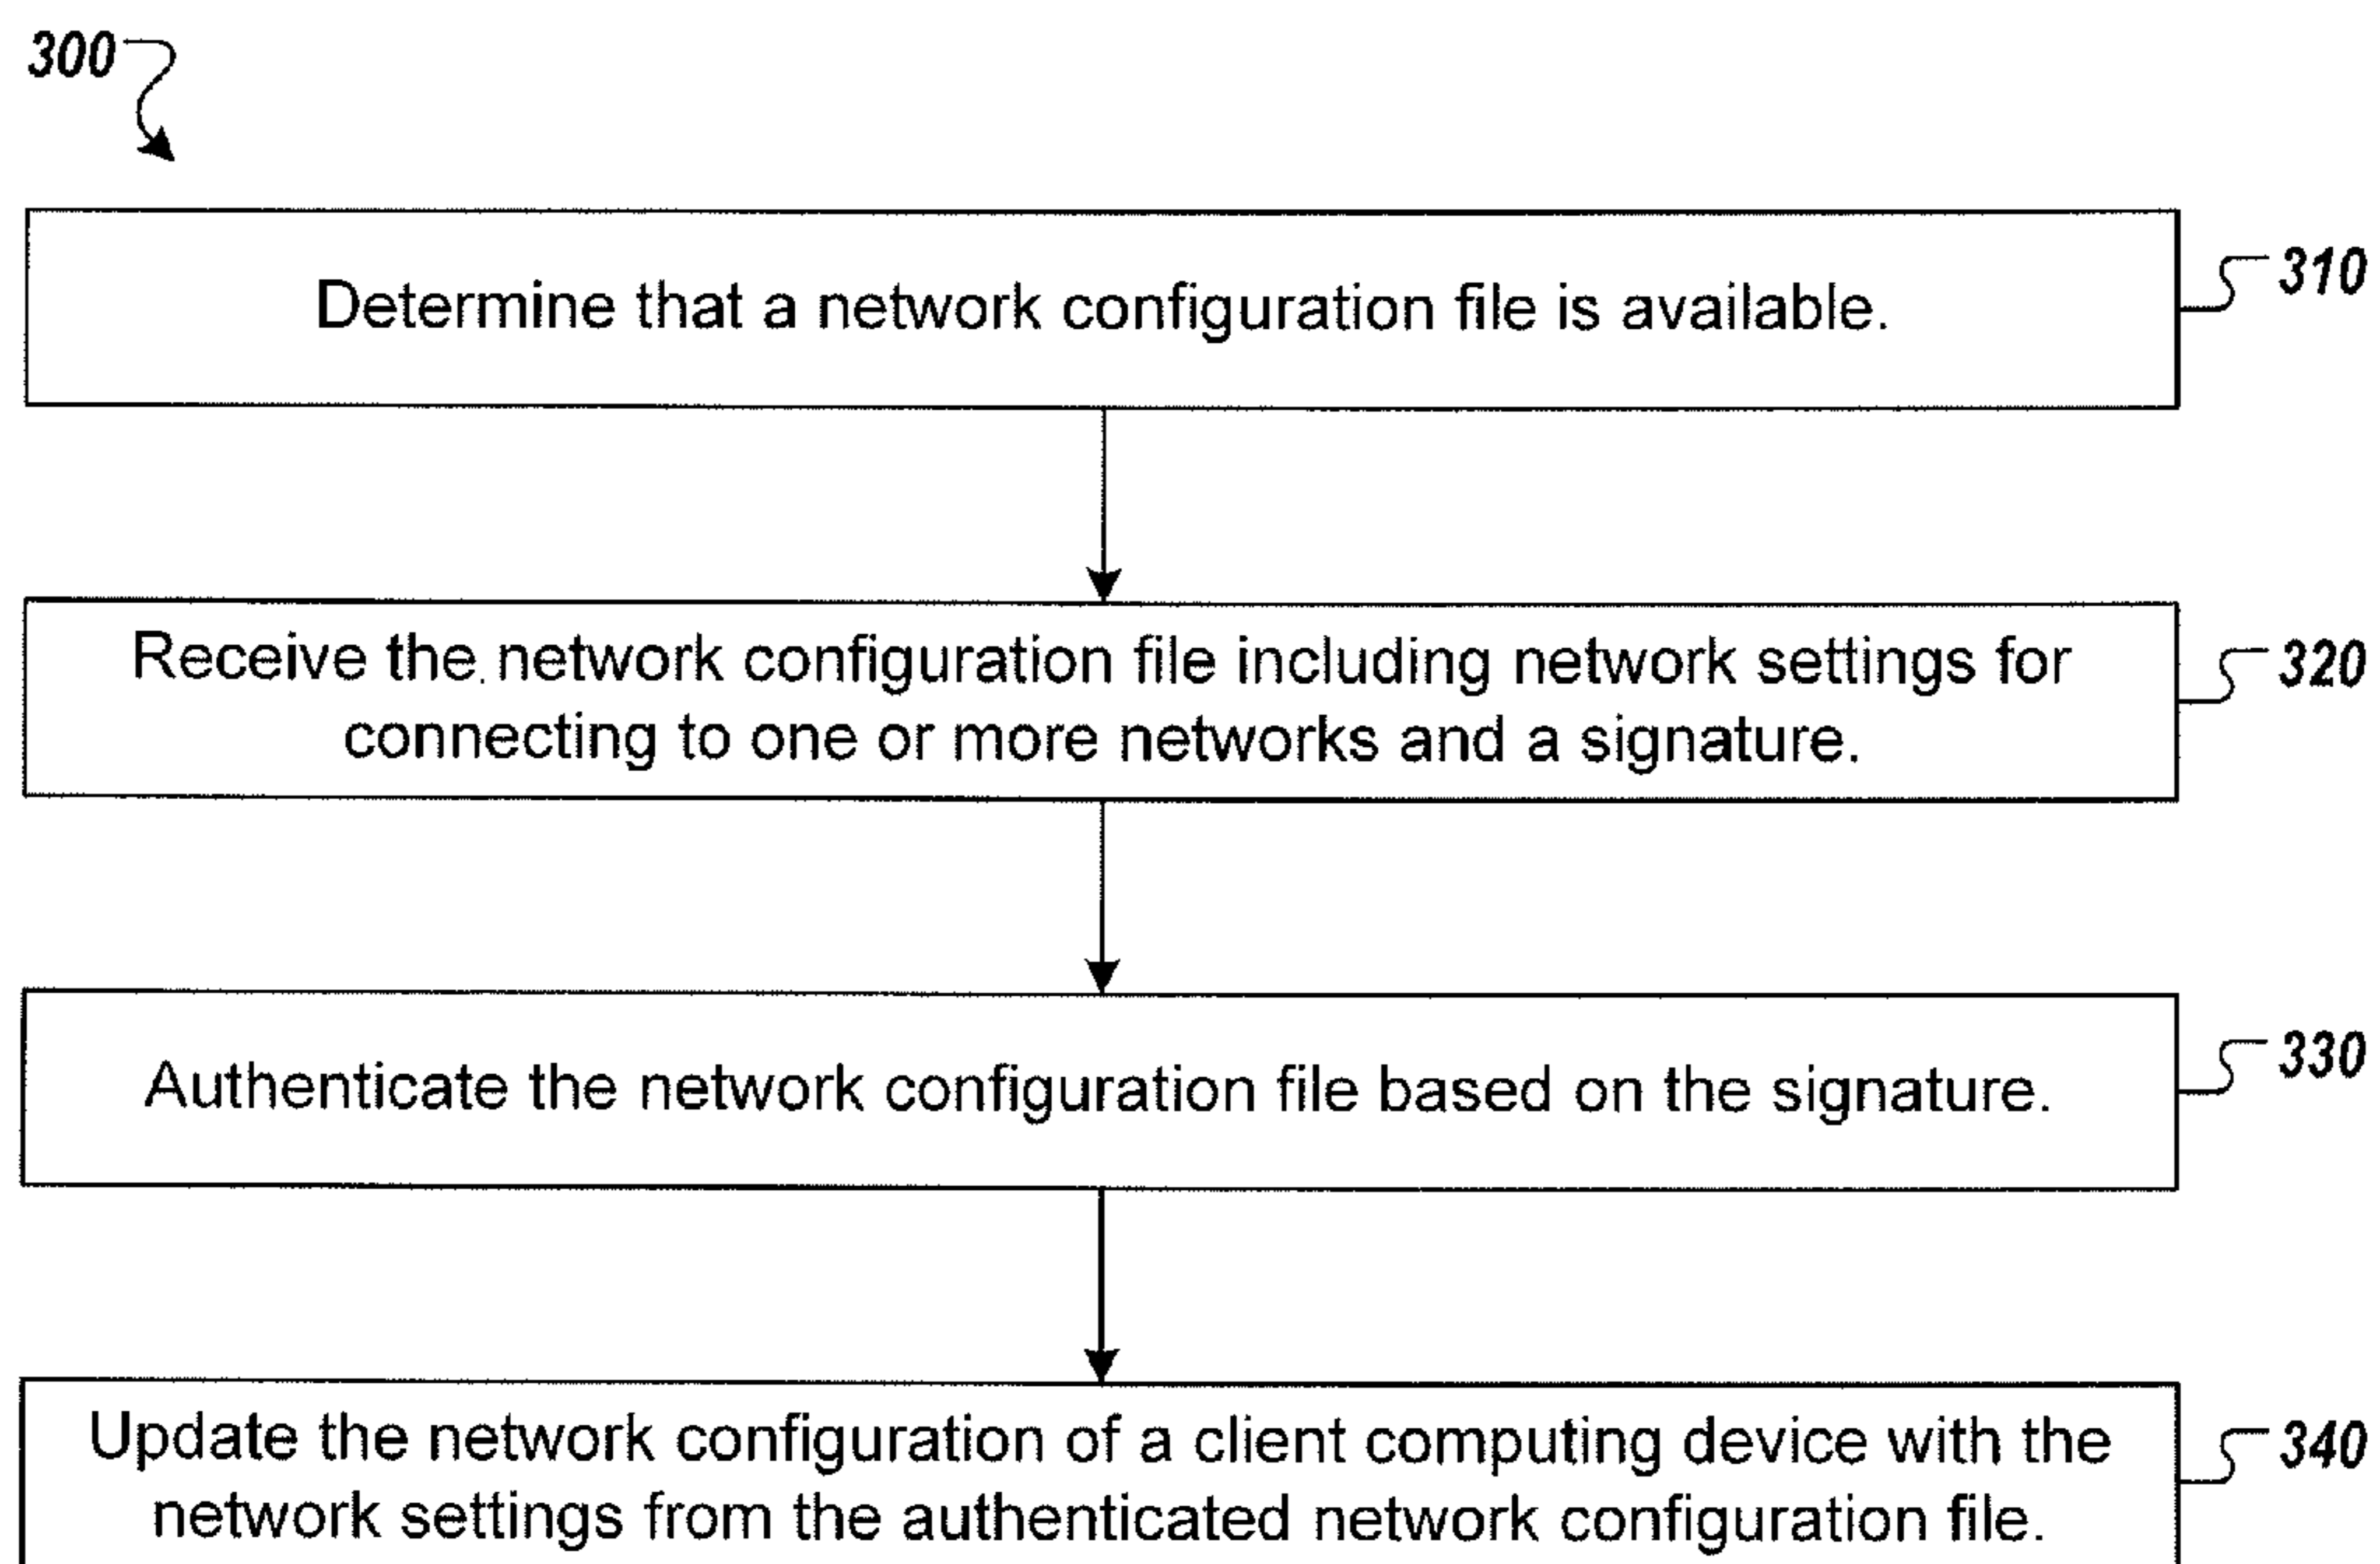 300
Determine that a network configuration file is available.
310
Receive the network configuration file including network settings for
connecting to one or more networks and a signature.
320
Authenticate the network configuration file based on the signature.
330
Update the network configuration of a client computing device with the
network settings from the authenticated network configuration file.
340